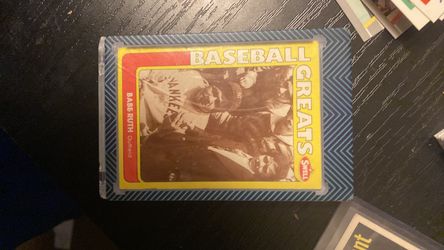 BASEBALL
GREATS
SWELL
YANKEES
BABE RUTH Outfield